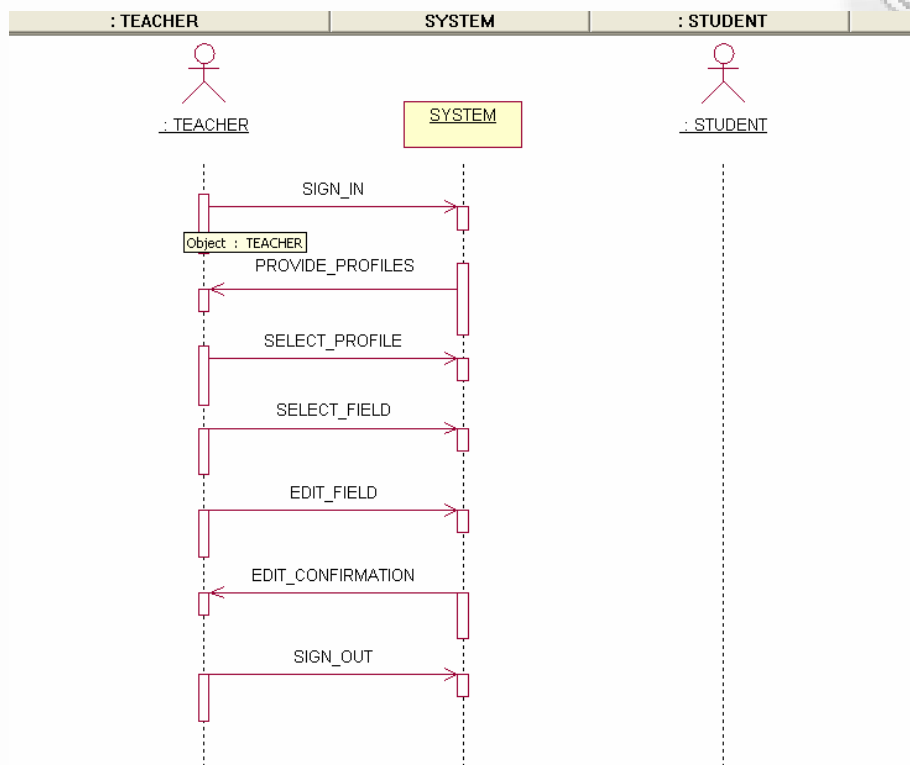 : TEACHER SYSTEM : STUDENT
: TEACHER SYSTEM : STUDENT
SIGN_IN
Object : TEACHER
PROVIDE_PROFILES
SELECT_PROFILE
SELECT_FIELD
EDIT_FIELD
EDIT_CONFIRMATION
SIGN_OUT